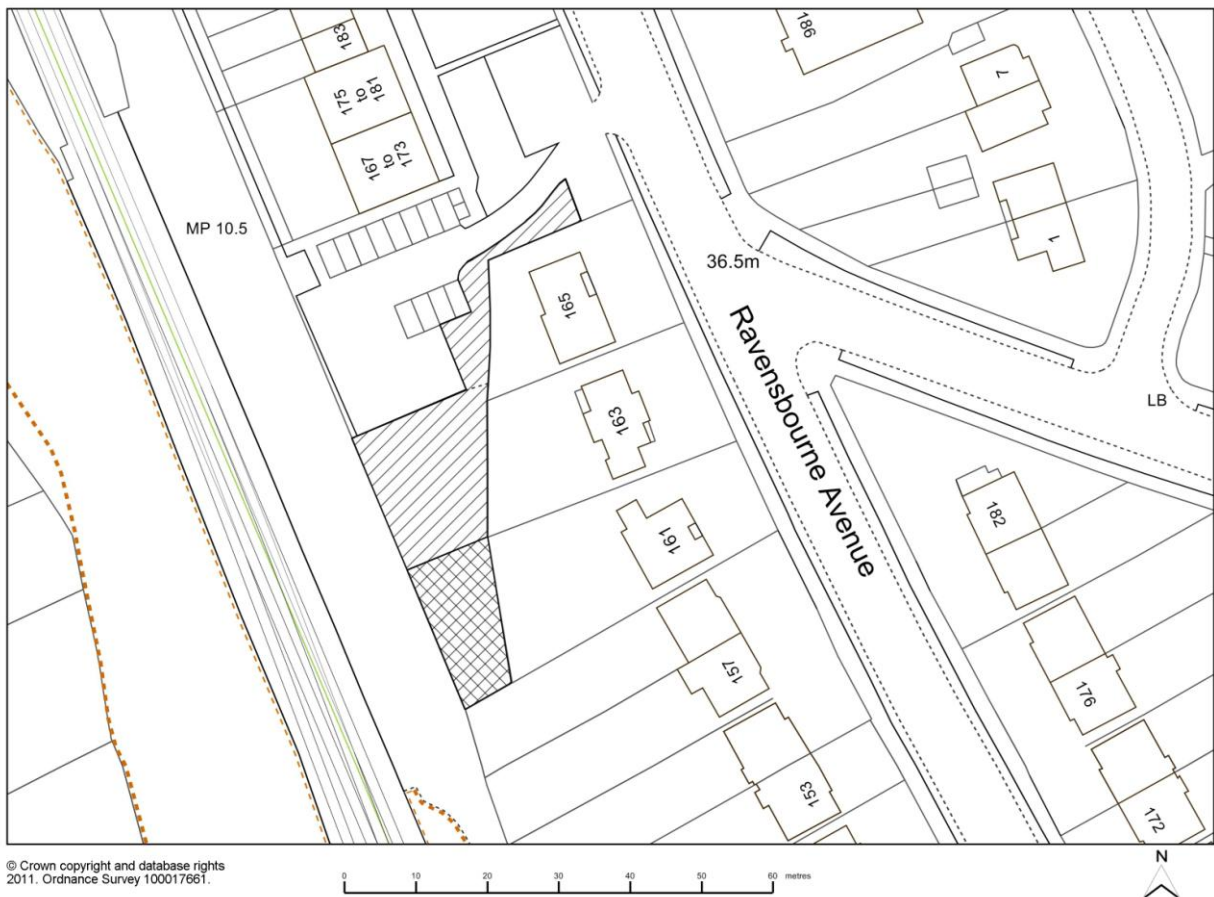 183
175
to
181
167
to
173
186
7
1
MP 10.5
36.5m
165
163
161
157
153
Ravensbourne Avenue
LB
182
176
172
© Crown copyright and database rights
2011. Ordnance Survey 100017661.
0 10 20 30 40 50 60 metres
N